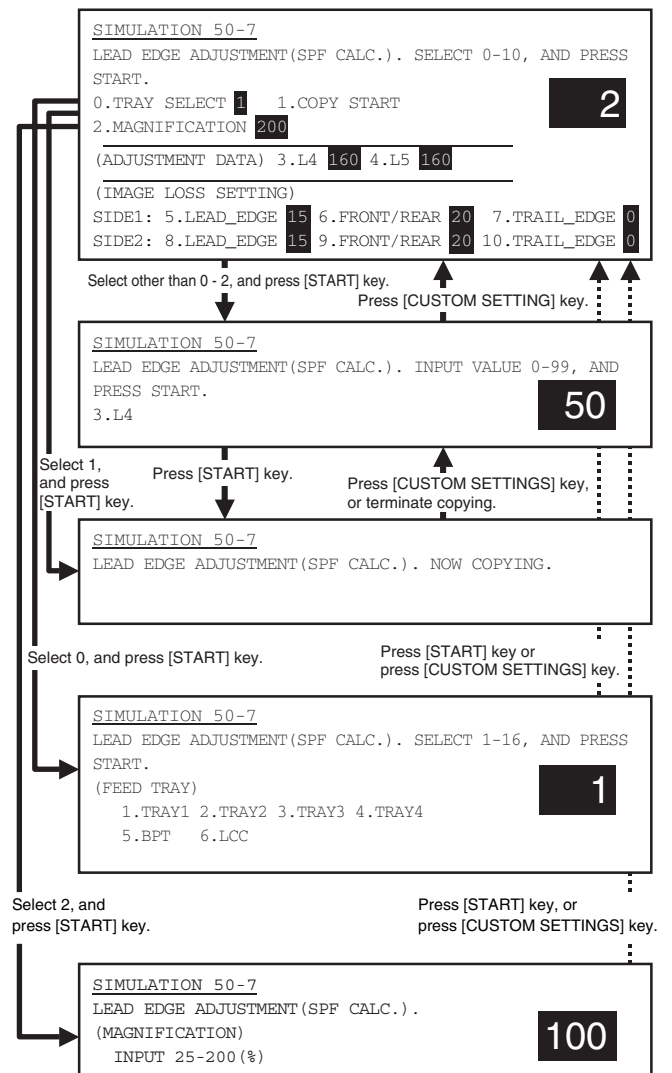 SIMULATION 50-7
LEAD EDGE ADJUSTMENT(SPF CALC.). SELECT 0-10, AND PRESS
START.
0.TRAY SELECT 1 1.COPY START
2
2.MAGNIFICATION 200
(ADJUSTMENT DATA) 3.L4 160 4.L5 160
(IMAGE LOSS SETTING)
SIDE1: 5.LEAD_EDGE 15 6.FRONT/REAR 20 7.TRAIL_EDGE 0
SIDE2: 8.LEAD_EDGE 15 9.FRONT/REAR 20 10.TRAIL_EDGE 0
Select other than 0 - 2, and press [START] key.
Press [CUSTOM SETTING] key.
SIMULATION 50-7
LEAD EDGE ADJUSTMENT(SPF CALC.). INPUT VALUE 0-99, AND
PRESS START.
3.L4
50
Select 1,
and press
[START] key.
Press [START] key.
Press [CUSTOM SETTINGS] key,
or terminate copying.
SIMULATION 50-7
LEAD EDGE ADJUSTMENT(SPF CALC.). NOW COPYING.
Select 0, and press [START] key.
Press [START] key or
press [CUSTOM SETTINGS] key.
SIMULATION 50-7
LEAD EDGE ADJUSTMENT(SPF CALC.). SELECT 1-16, AND PRESS
START.
(FEED TRAY)
1
1.TRAY1 2.TRAY2 3.TRAY3 4.TRAY4
5.BPT 6.LCC
Select 2, and
press [START] key.
Press [START] key, or
press [CUSTOM SETTINGS] key.
SIMULATION 50-7
LEAD EDGE ADJUSTMENT(SPF CALC.).
(MAGNIFICATION)
100
INPUT 25-200(%)